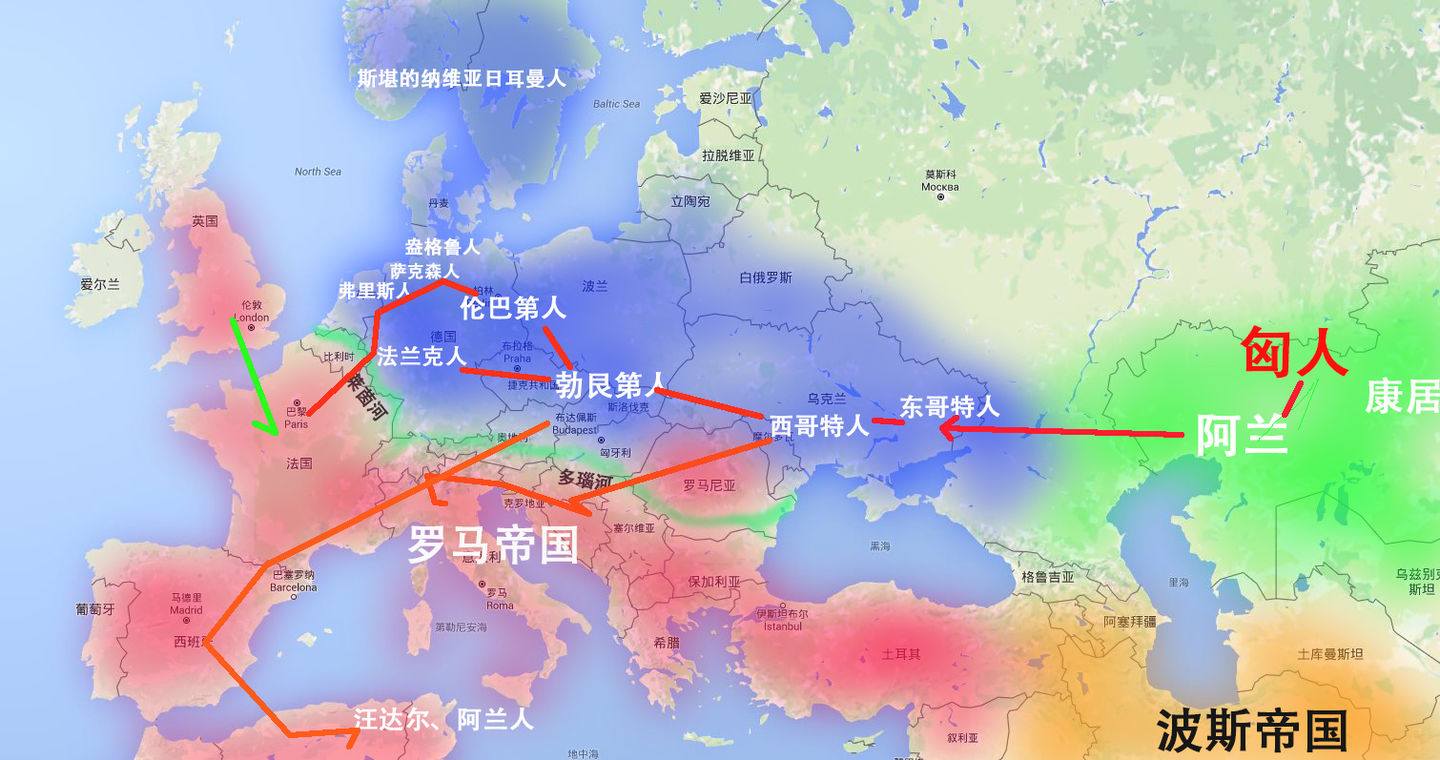 斯堪的纳维亚日耳曼人
Baltic Sea
爱沙尼亚
拉脱维亚
North Sea
莫斯科
Москва
立陶宛
丹麦
英国
盎格鲁人
萨克森人
弗里斯人
爱尔兰
白俄罗斯
波兰
柏林
伦巴第人
伦敦
London
德国
布拉格
Praha
法兰克人
比利时
捷克共和国
勃艮第人
莱茵河
匈人
康居
阿兰
乌克兰
东哥特人
西哥特人
斯洛伐克
布达佩斯
Budapest
匈牙利
巴黎
Paris
法国
奥地利
多瑙河
罗马尼亚
克罗地亚
塞尔维亚
罗马帝国
意大利
黑海
格鲁吉亚
里海
乌兹别克
斯坦
巴塞罗纳
Barcelona
马德里
Madrid
葡萄牙
西班牙
罗马
Roma
保加利亚
伊斯坦布尔
İstanbul
阿塞拜疆
第勒尼安海
希腊
土耳其
土库曼斯坦
汪达尔、阿兰人
波斯帝国
叙利亚
地中海